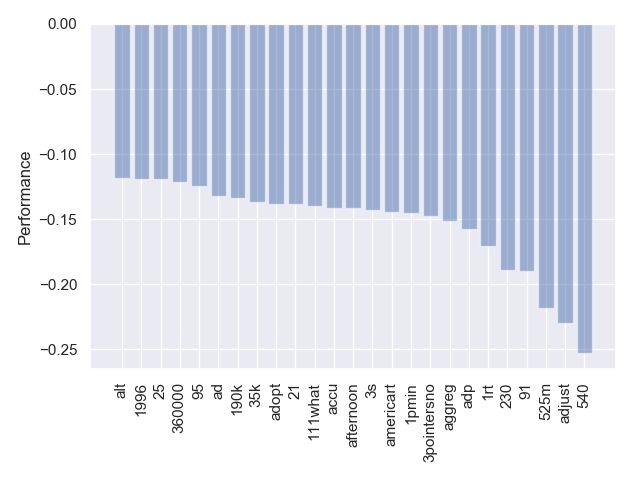 0.00
−0.05
−0.10
−0.15
−0.20
−0.25
Performance
alt
1996
25
360000
95
ad
190k
35k
adopt
21
111what
accu
afternoon
3s
americart
1pmin
3pointersno
aggreg
adp
1rt
230
91
525m
adjust
540